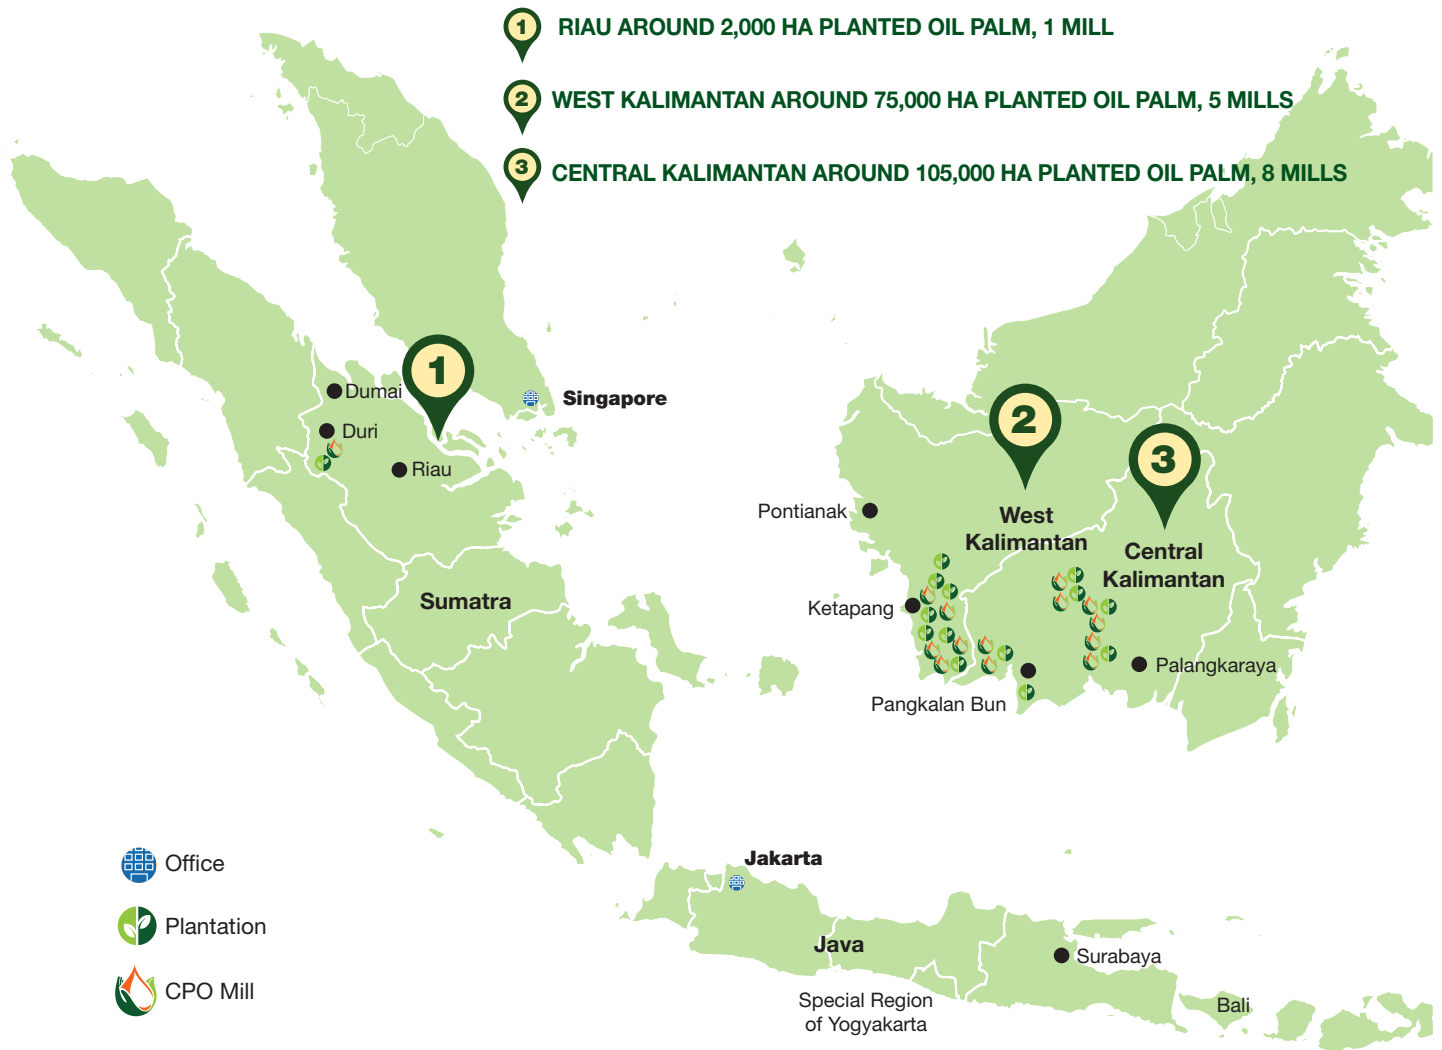 1 RIAU AROUND 2,000 HA PLANTED OIL PALM, 1 MILL
2 WEST KALIMANTAN AROUND 75,000 HA PLANTED OIL PALM, 5 MILLS
3 CENTRAL KALIMANTAN AROUND 105,000 HA PLANTED OIL PALM, 8 MILLS
1
Dumai
Singapore
Duri
Riau
2
3
Pontianak
West
Kalimantan
Central
Kalimantan
Sumatra
Ketapang
Palangkaraya
Pangkalan Bun
Office
Plantation
CPO Mill
Jakarta
Java
Surabaya
Special Region
of Yogyakarta
Bali